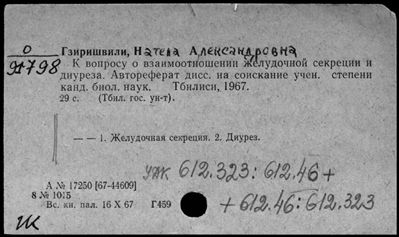 О
Гзиришвили, Натела Александровна
91798
К вопросу о взаимоотношении желудочной секреции и
диуреза. Автореферат дисс. на соискание учен. степени
канд. биол. наук. Тбилиси, 1967.
29 с. (Тбил. гос. ун-т).
— — 1. Желудочная секреция. 2. Диурез.
УДК 612.323:612.46+
+612.46:612.323
А № 17250 [67-44609]
8 № 1015
Вс. кн. пал. 16 X 67 Г459